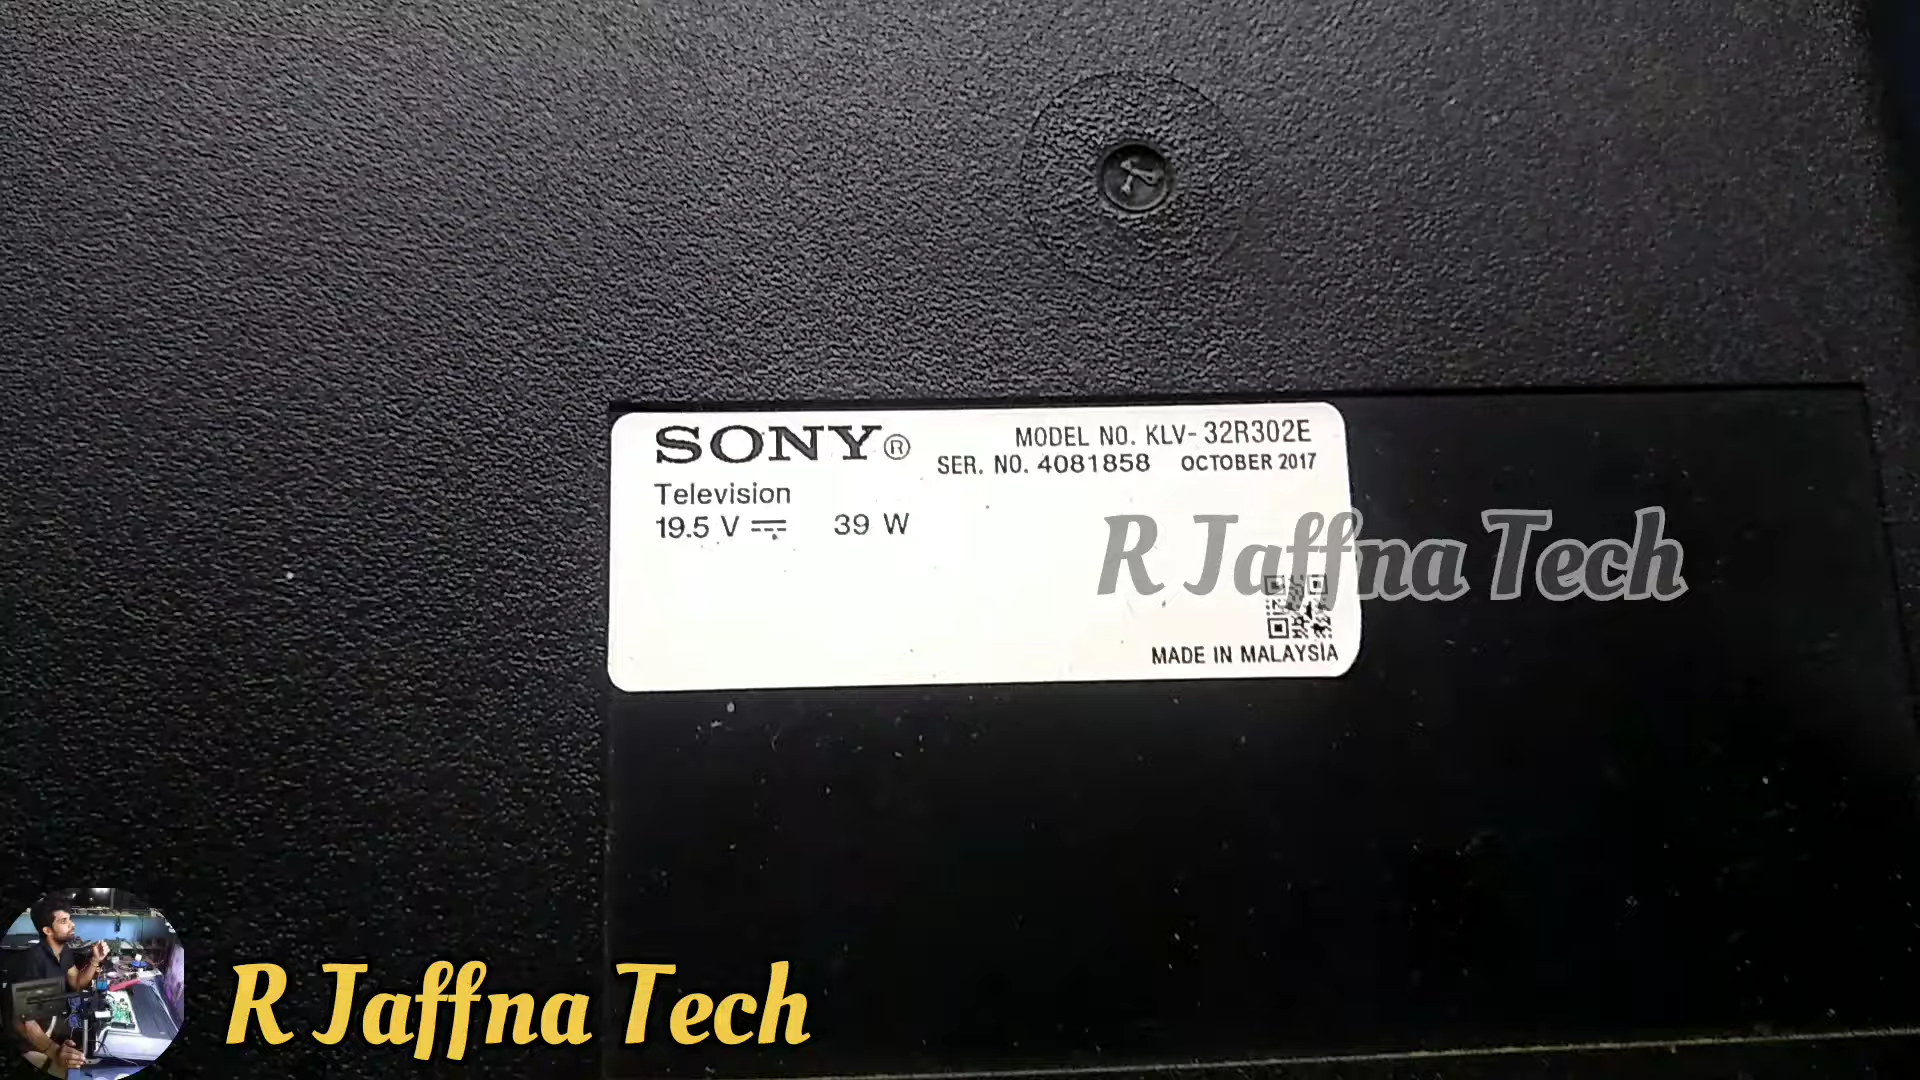 SONY® MODEL NO. KLV-32R302E
SER. NO. 4081858 OCTOBER 2017
Television
19.5 V ⎓ 39 W
R Jaffna Tech
MADE IN MALAYSIA
R Jaffna Tech